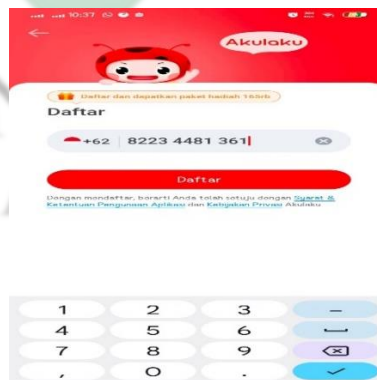 10:37
Akulaku
Daftar dan dapatkan paket hadiah 165rb
Daftar
+62 8223 4481 361
Daftar
Dengan mendaftar, berarti Anda telah setuju dengan Syarat &
Ketentuan Pengunaan Aplikasi dan Kebijakan Privasi Akulaku
1 2 3 -
4 5 6
7 8 9
, 0 .